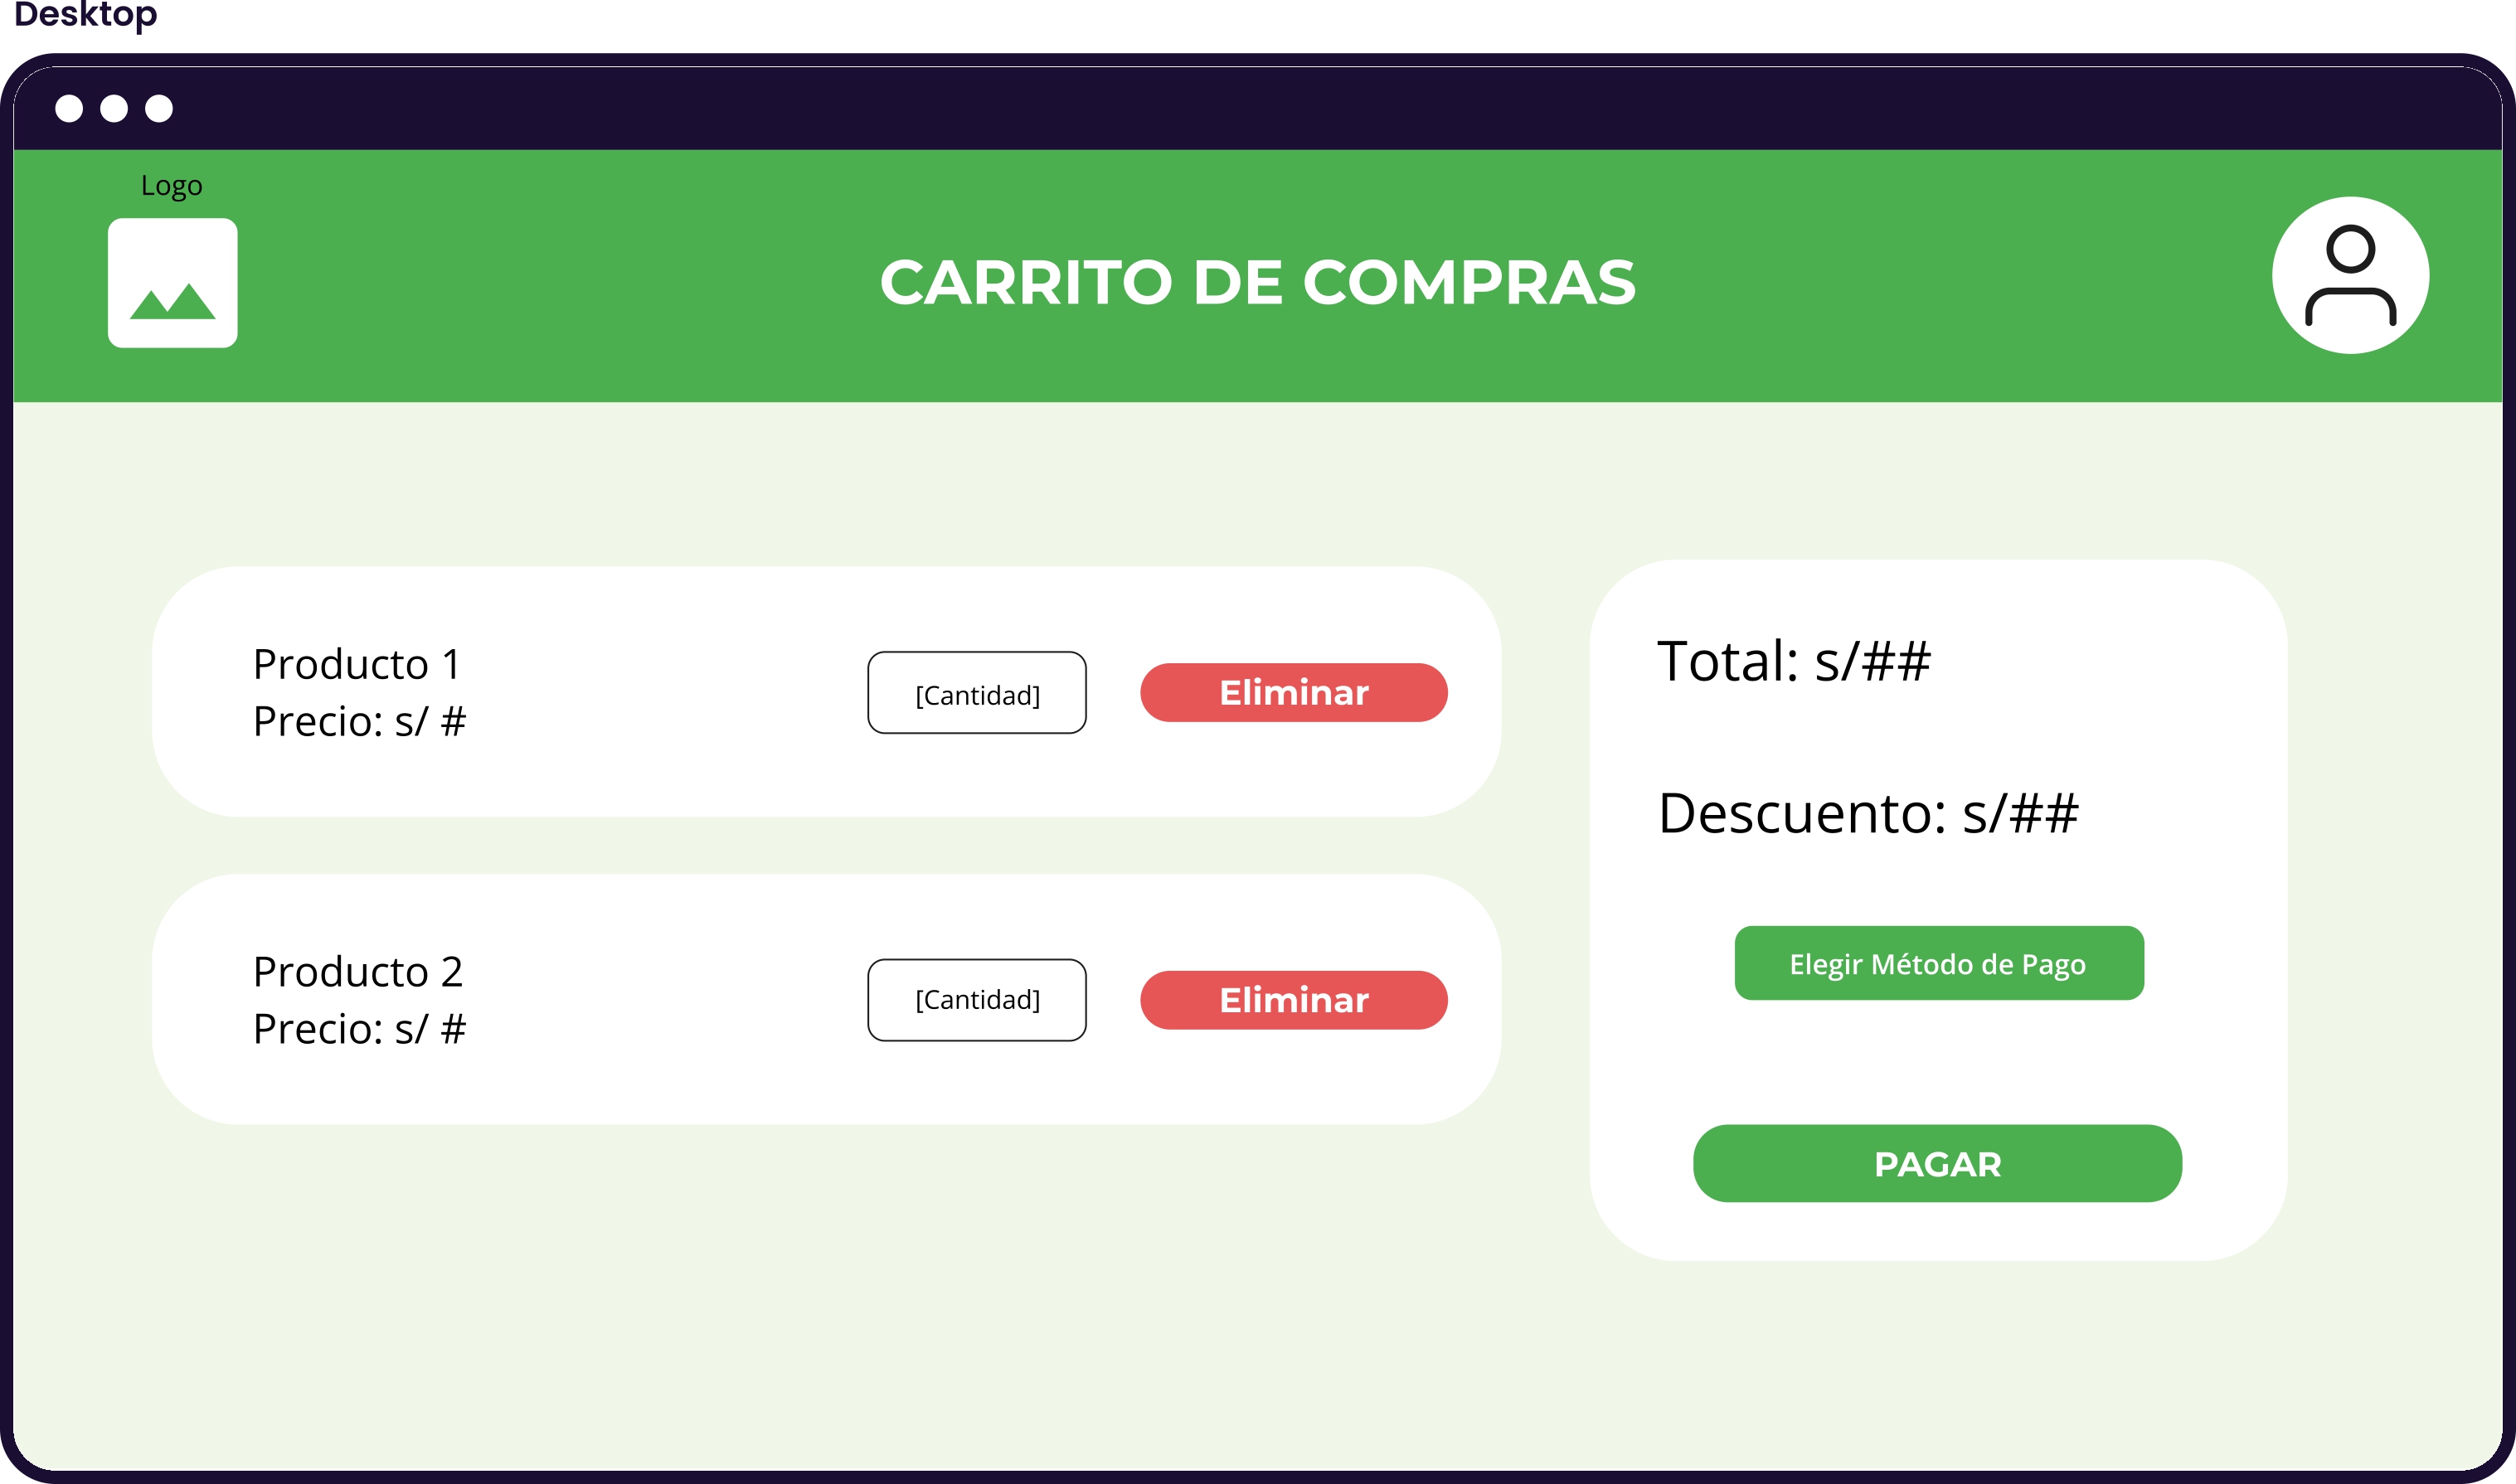 Desktop
Logo
CARRITO DE COMPRAS
Producto 1
Precio: s/ #
[Cantidad]
Eliminar
Producto 2
Precio: s/ #
[Cantidad]
Eliminar
Total: s/##
Descuento: s/##
Elegir Método de Pago
PAGAR